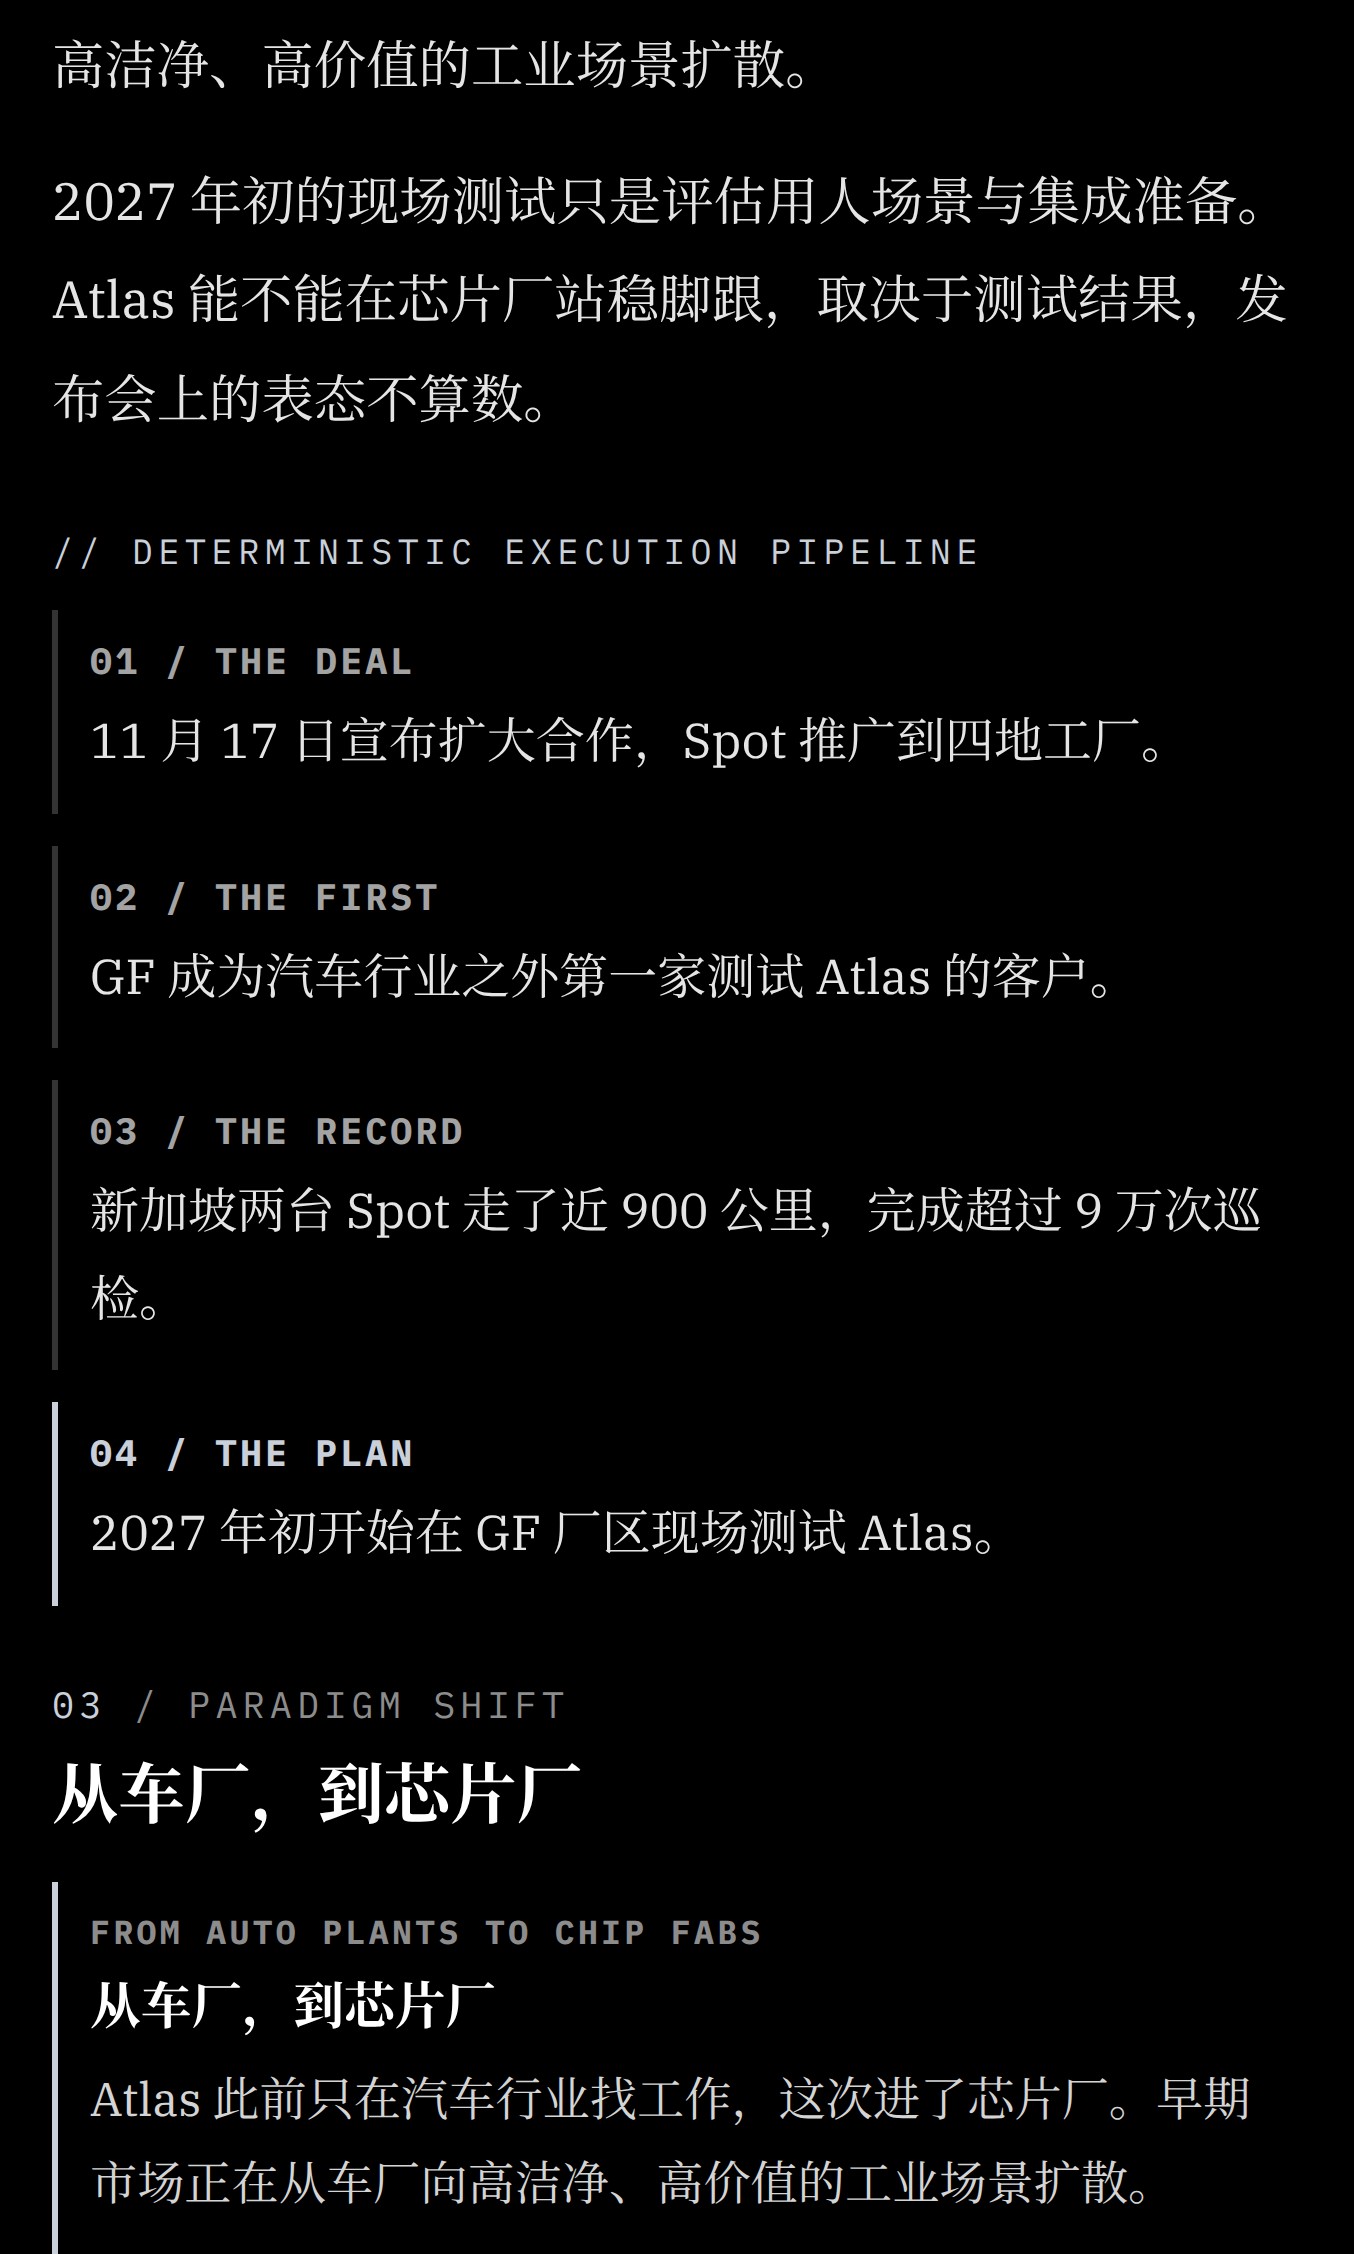 高洁净、高价值的工业场景扩散。
2027 年初的现场测试只是评估用人场景与集成准备。
Atlas 能不能在芯片厂站稳脚跟，取决于测试结果，发
布会上的表态不算数。
// DETERMINISTIC EXECUTION PIPELINE
01 / THE DEAL
11 月 17 日宣布扩大合作，Spot 推广到四地工厂。
02 / THE FIRST
GF 成为汽车行业之外第一家测试 Atlas 的客户。
03 / THE RECORD
新加坡两台 Spot 走了近 900 公里，完成超过 9 万次巡
检。
04 / THE PLAN
2027 年初开始在 GF 厂区现场测试 Atlas。
03 / PARADIGM SHIFT
从车厂，到芯片厂
FROM AUTO PLANTS TO CHIP FABS
从车厂，到芯片厂
Atlas 此前只在汽车行业找工作，这次进了芯片厂。早期
市场正在从车厂向高洁净、高价值的工业场景扩散。